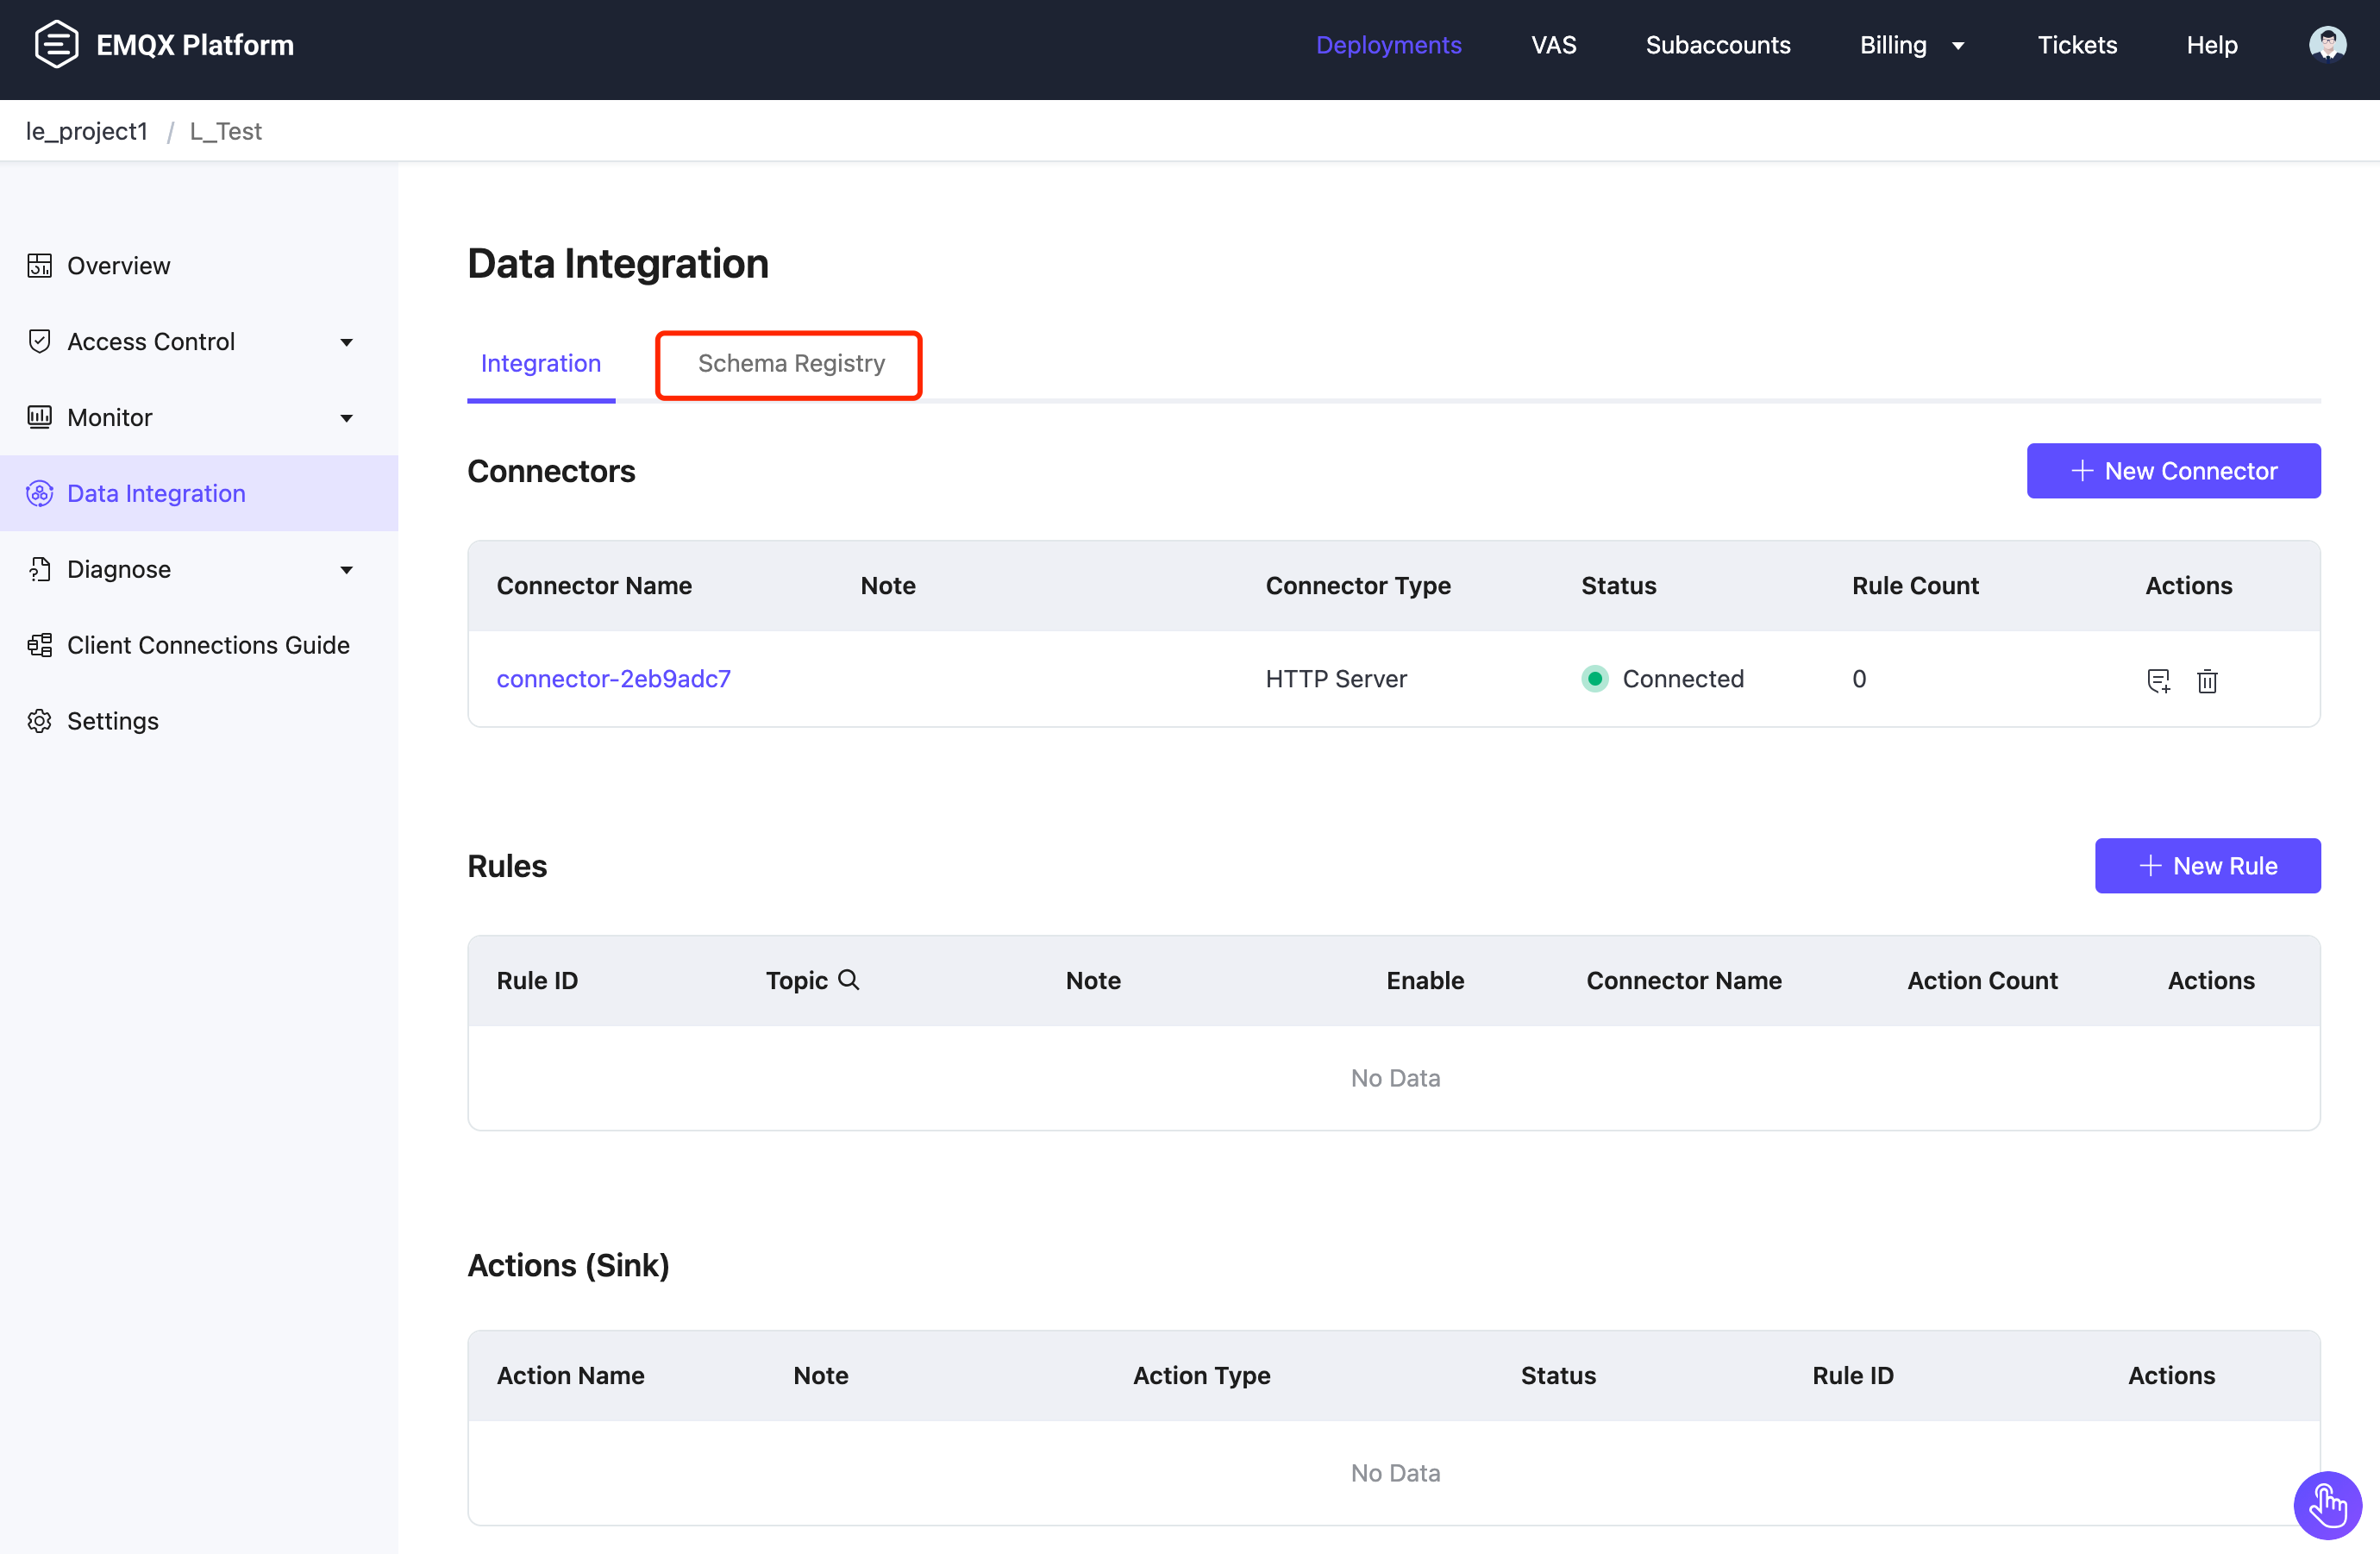 EMQX Platform
Deployments VAS Subaccounts Billing Tickets Help
le_project1 / L_Test
Overview
Access Control
Monitor
Data Integration
Diagnose
Client Connections Guide
Settings
Data Integration
Integration Schema Registry
Connectors
+ New Connector
Connector Name Note Connector Type Status Rule Count Actions
connector-2eb9adc7 HTTP Server Connected 0
Rules
+ New Rule
Rule ID Topic Note Enable Connector Name Action Count Actions
No Data
Actions (Sink)
Action Name Note Action Type Status Rule ID Actions
No Data